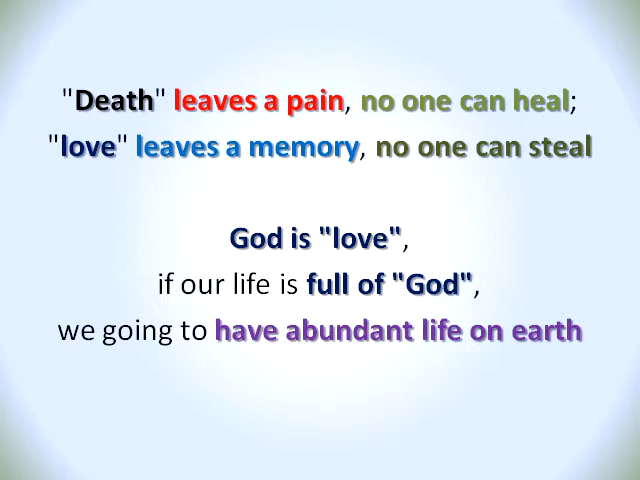 "Death" leaves a pain, no one can heal;
"love" leaves a memory, no one can steal
God is "love",
if our life is full of "God",
we going to have abundant life on earth